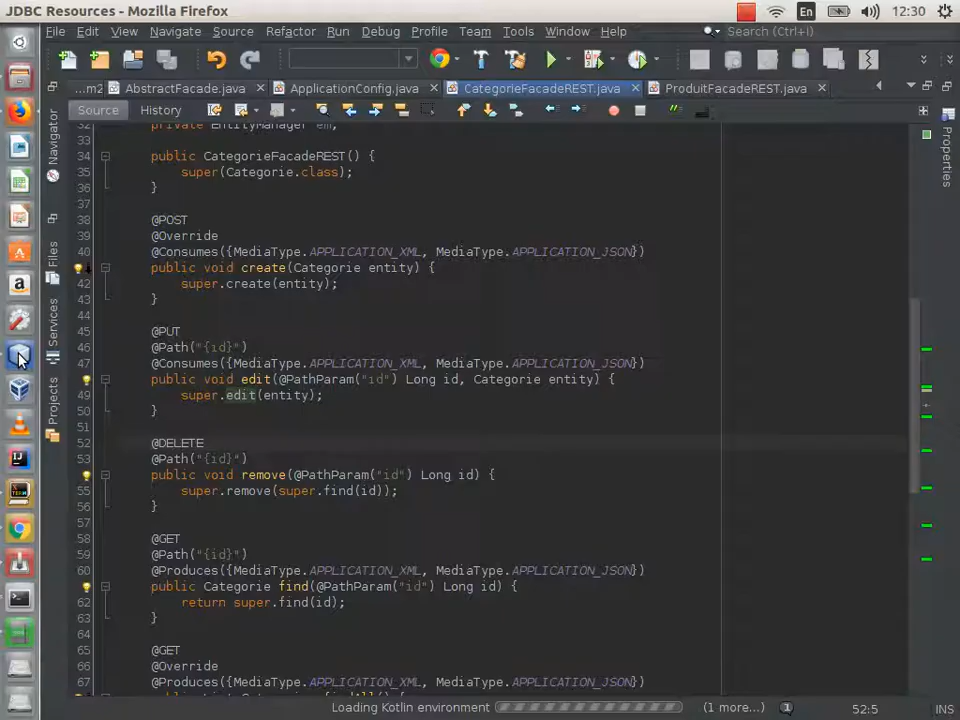 JDBC Resources - Mozilla Firefox
En
12:30
File Edit View Navigate Source Refactor Run Debug Profile Team Tools Window Help
Search (Ctrl+I)
...m2 AbstractFacade.java ApplicationConfig.java CategorieFacadeREST.java ProduitFacadeREST.java
Source History
Navigator
Files
Services
Projects
Properties
32 private EntityManager em;
33
34 public CategorieFacadeREST() {
35 super(Categorie.class);
36 }
37
38 @POST
39 @Override
40 @Consumes({MediaType.APPLICATION_XML, MediaType.APPLICATION_JSON})
public void create(Categorie entity) {
42 super.create(entity);
43 }
44
45 @PUT
46 @Path("{id}")
47 @Consumes({MediaType.APPLICATION_XML, MediaType.APPLICATION_JSON})
public void edit(@PathParam("id") Long id, Categorie entity) {
49 super.edit(entity);
50 }
51
52 @DELETE
53 @Path("{id}")
public void remove(@PathParam("id") Long id) {
55 super.remove(super.find(id));
56 }
57
58 @GET
59 @Path("{id}")
60 @Produces({MediaType.APPLICATION_XML, MediaType.APPLICATION_JSON})
public Categorie find(@PathParam("id") Long id) {
62 return super.find(id);
63 }
64
65 @GET
66 @Override
67 @Produces({MediaType.APPLICATION_XML, MediaType.APPLICATION_JSON})
Loading Kotlin environment (1 more...) 1 52:5 INS